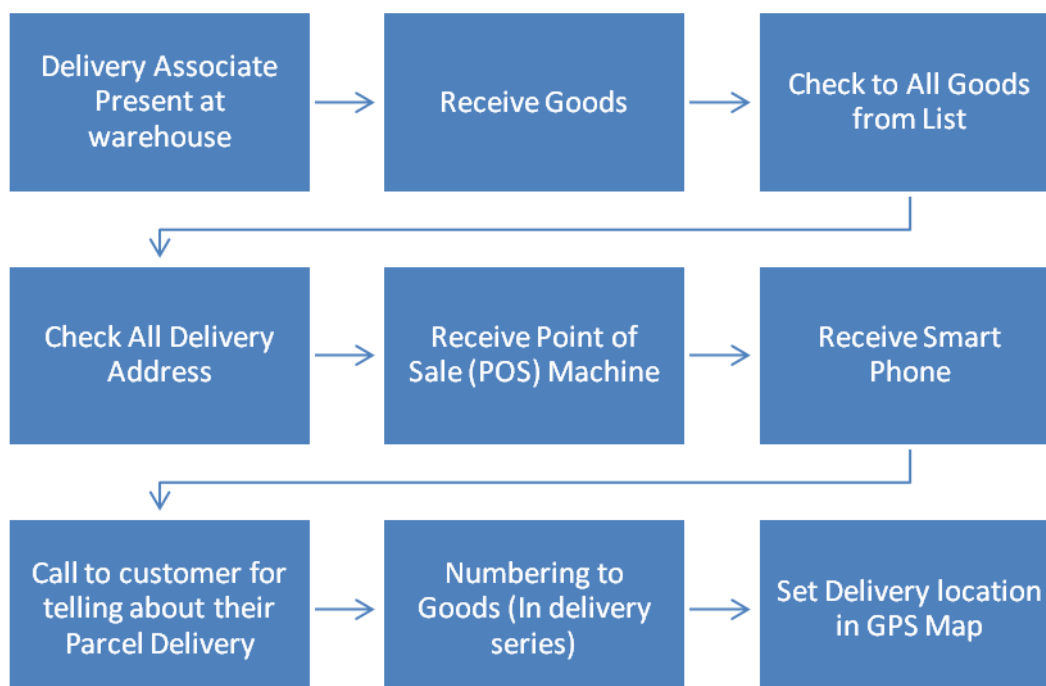 Delivery Associate
Present at
warehouse
Receive Goods
Check to All Goods
from List
Check All Delivery
Address
Receive Point of
Sale (POS) Machine
Receive Smart
Phone
Call to customer for
telling about their
Parcel Delivery
Numbering to
Goods (In delivery
series)
Set Delivery location
in GPS Map